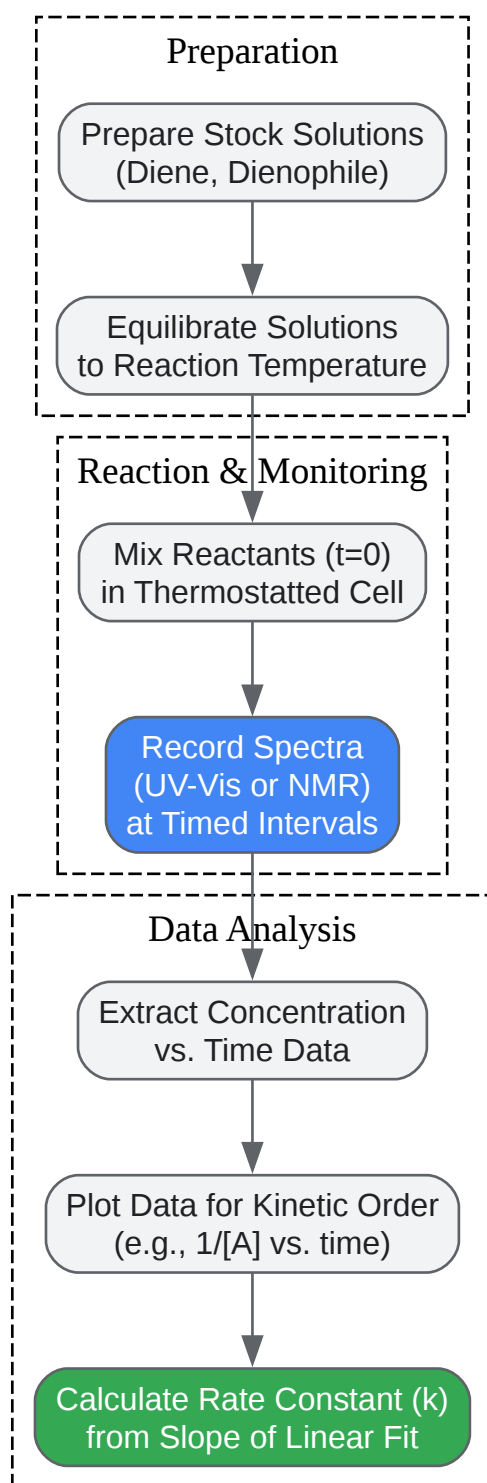 Preparation
Prepare Stock Solutions
(Diene, Dienophile)
Equilibrate Solutions
to Reaction Temperature
Reaction & Monitoring
Mix Reactants (t=0)
in Thermostatted Cell
Record Spectra
(UV-Vis or NMR)
at Timed Intervals
Data Analysis
Extract Concentration
vs. Time Data
Plot Data for Kinetic Order
(e.g., 1/[A] vs. time)
Calculate Rate Constant (k)
from Slope of Linear Fit